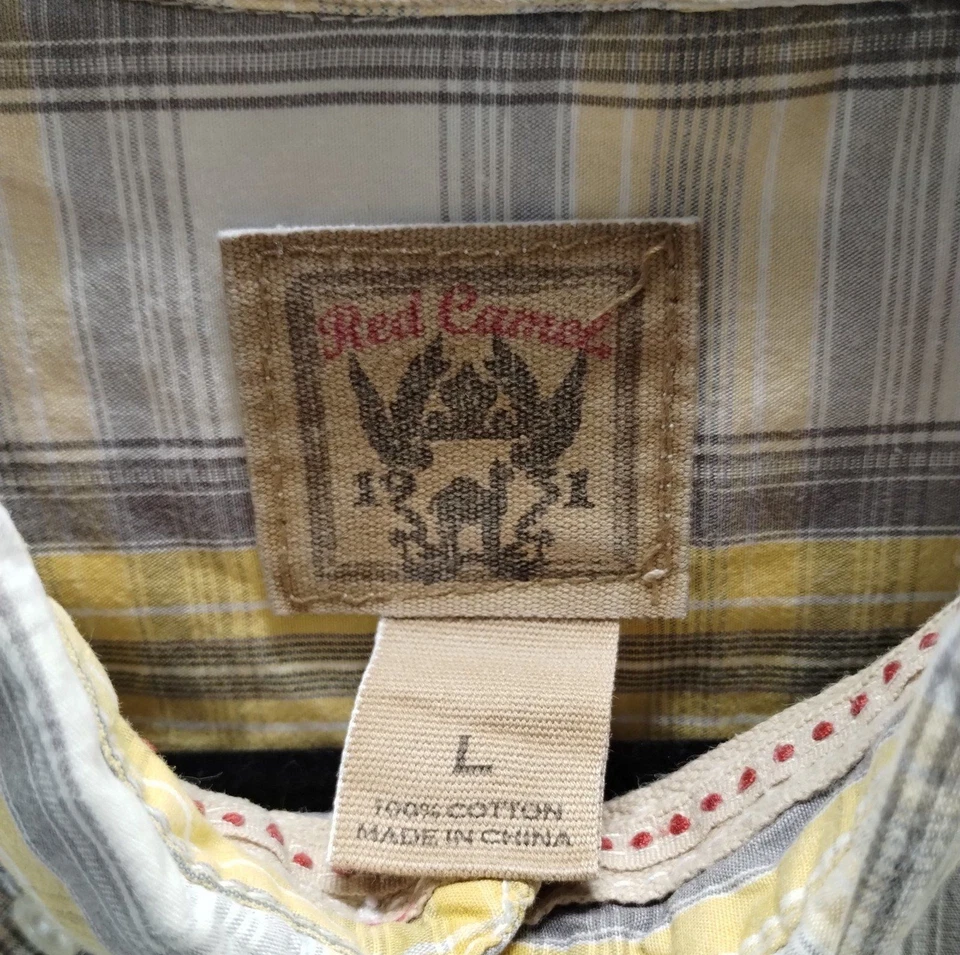 Red Camel
19 1
L
100% COTTON
MADE IN CHINA